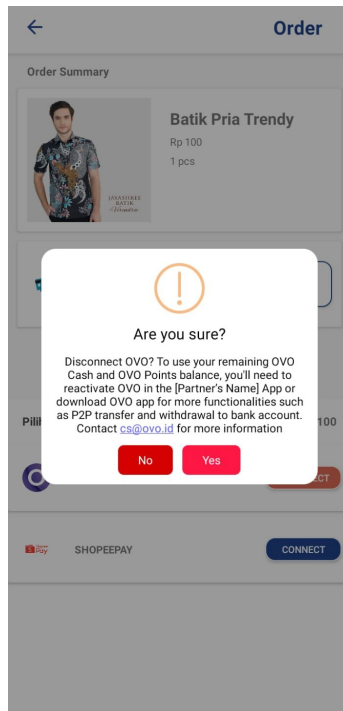 Order
Order Summary
Batik Pria Trendy
Rp 100
1 pcs
JAYASHREE
BATIK
Are you sure?
Disconnect OVO? To use your remaining OVO
Cash and OVO Points balance, you'll need to
reactivate OVO in the [Partner's Name] App or
download OVO app for more functionalities such
as P2P transfer and withdrawal to bank account.
Contact cs@ovo.id for more information
No Yes
100
Pay
SHOPEEPAY
CONNECT